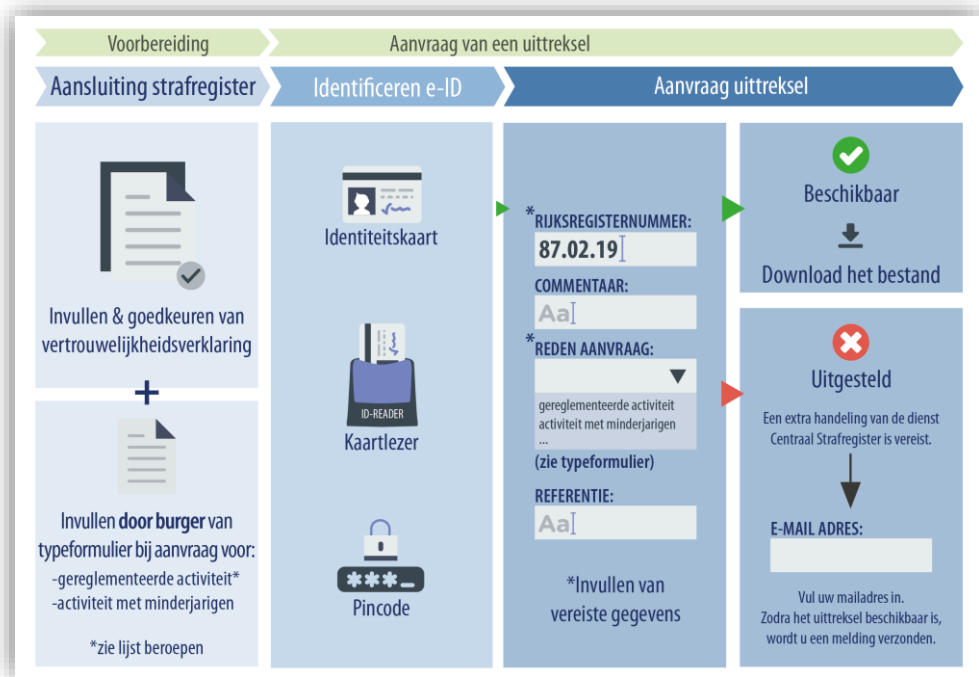 Voorbereiding
Aanvraag van een uittreksel
Aansluiting strafregister
Identificeren e-ID
Aanvraag uittreksel
Invullen & goedkeuren van
vertrouwelijkheidsverklaring
+
Invullen door burger van
typeformulier bij aanvraag voor:
-gereglementeerde activiteit*
-activiteit met minderjarigen
*zie lijst beroepen
Identiteitskaart
ID-READER
Kaartlezer
***_
Pincode
*RIJKSREGISTERNUMMER:
87.02.19
COMMENTAAR:
Aa
*REDEN AANVRAAG:
gereglementeerde activiteit
activiteit met minderjarigen
...
(zie typeformulier)
REFERENTIE:
Aa
*Invullen van
vereiste gegevens
Beschikbaar
Download het bestand
Uitgesteld
Een extra handeling van de dienst
Centraal Strafregister is vereist.
E-MAIL ADRES:
Vul uw mailadres in.
Zodra het uittreksel beschikbaar is,
wordt u een melding verzonden.